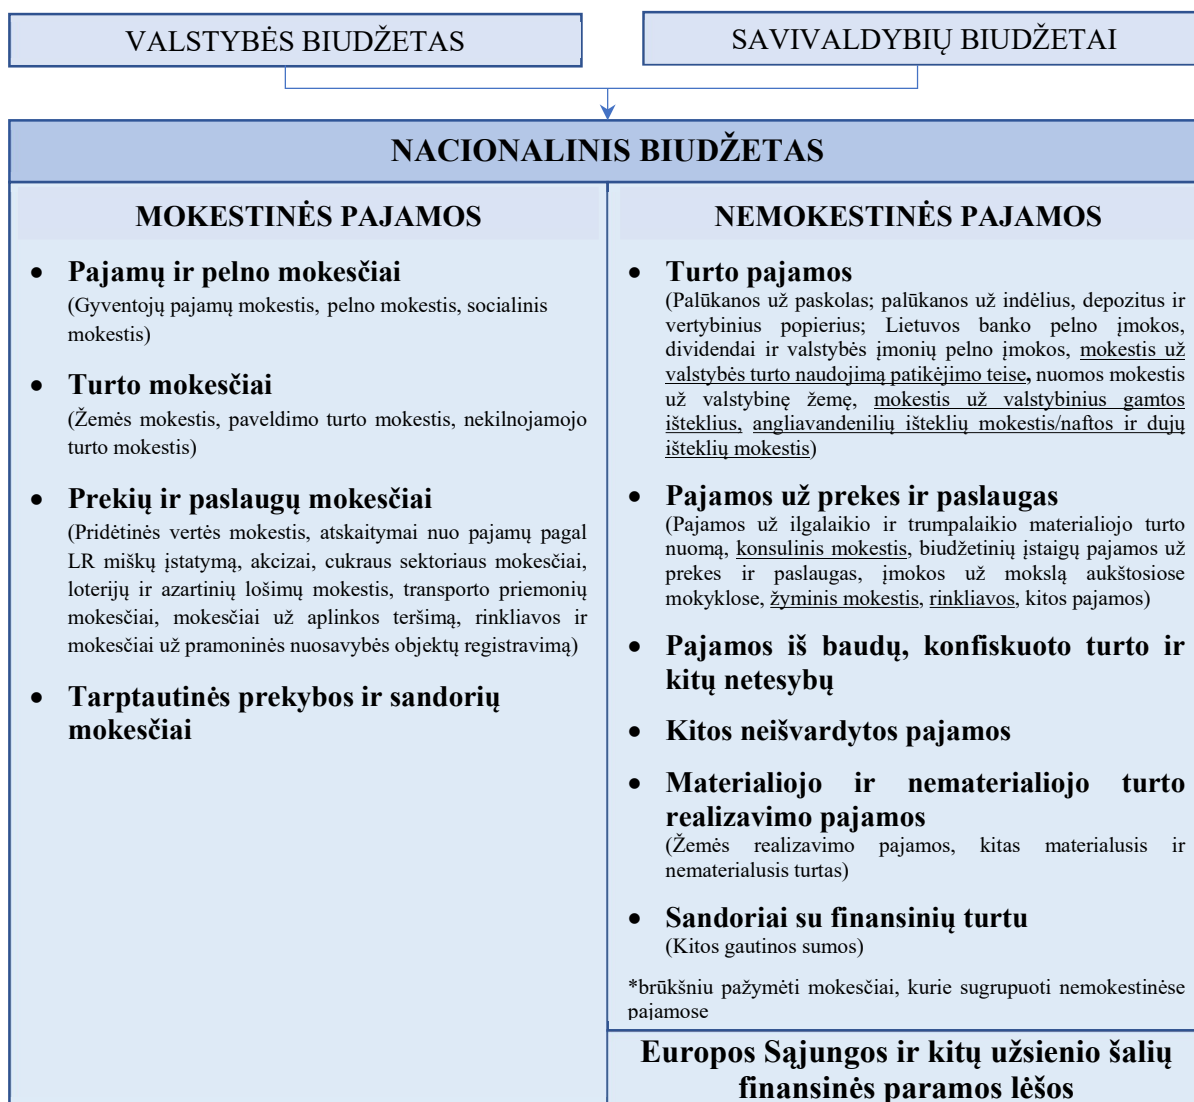 VALSTYBĖS BIUDŽETAS
SAVIVALDYBIŲ BIUDŽETAI
NACIONALINIS BIUDŽETAS
MOKESTINĖS PAJAMOS
• Pajamų ir pelno mokesčiai
(Gyventojų pajamų mokestis, pelno mokestis, socialinis
mokestis)
• Turto mokesčiai
(Žemės mokestis, paveldimo turto mokestis, nekilnojamojo
turto mokestis)
• Prekių ir paslaugų mokesčiai
(Pridėtinės vertės mokestis, atskaitymai nuo pajamų pagal
LR miškų įstatymą, akcizai, cukraus sektoriaus mokesčiai,
loterijų ir azartinių lošimų mokestis, transporto priemonių
mokesčiai, mokesčiai už aplinkos teršimą, rinkliavos ir
mokesčiai už pramoninės nuosavybės objektų registravimą)
• Tarptautinės prekybos ir sandorių
mokesčiai
NEMOKESTINĖS PAJAMOS
• Turto pajamos
(Palūkanos už paskolas; palūkanos už indėlius, depozitus ir
vertybinius popierius; Lietuvos banko pelno įmokos,
dividendai ir valstybės įmonių pelno įmokos, mokestis už
valstybės turto naudojimą patikėjimo teise, nuomos mokestis
už valstybinę žemę, mokestis už valstybinius gamtos
išteklius, angliavandenilių išteklių mokestis/naftos ir dujų
išteklių mokestis)
• Pajamos už prekes ir paslaugas
(Pajamos už ilgalaikio ir trumpalaikio materialiojo turto
nuomą, konsulinis mokestis, biudžetinių įstaigų pajamos už
prekes ir paslaugas, įmokos už mokslą aukštosiose
mokyklose, žyminis mokestis, rinkliavos, kitos pajamos)
• Pajamos iš baudų, konfiskuoto turto ir
kitų netesybų
• Kitos neišvardytos pajamos
• Materialiojo ir nematerialiojo turto
realizavimo pajamos
(Žemės realizavimo pajamos, kitas materialusis ir
nematerialusis turtas)
• Sandoriai su finansinių turtu
(Kitos gautinos sumos)
*brūkšniu pažymėti mokesčiai, kurie sugrupuoti nemokestinėse
pajamose
Europos Sąjungos ir kitų užsienio šalių
finansinės paramos lėšos